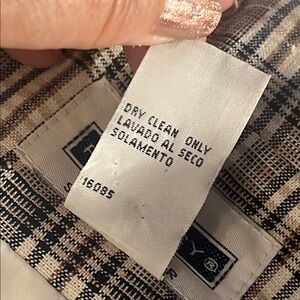 DRY CLEAN ONLY
LAVADO AL SECO
SOLAMENTO
16085